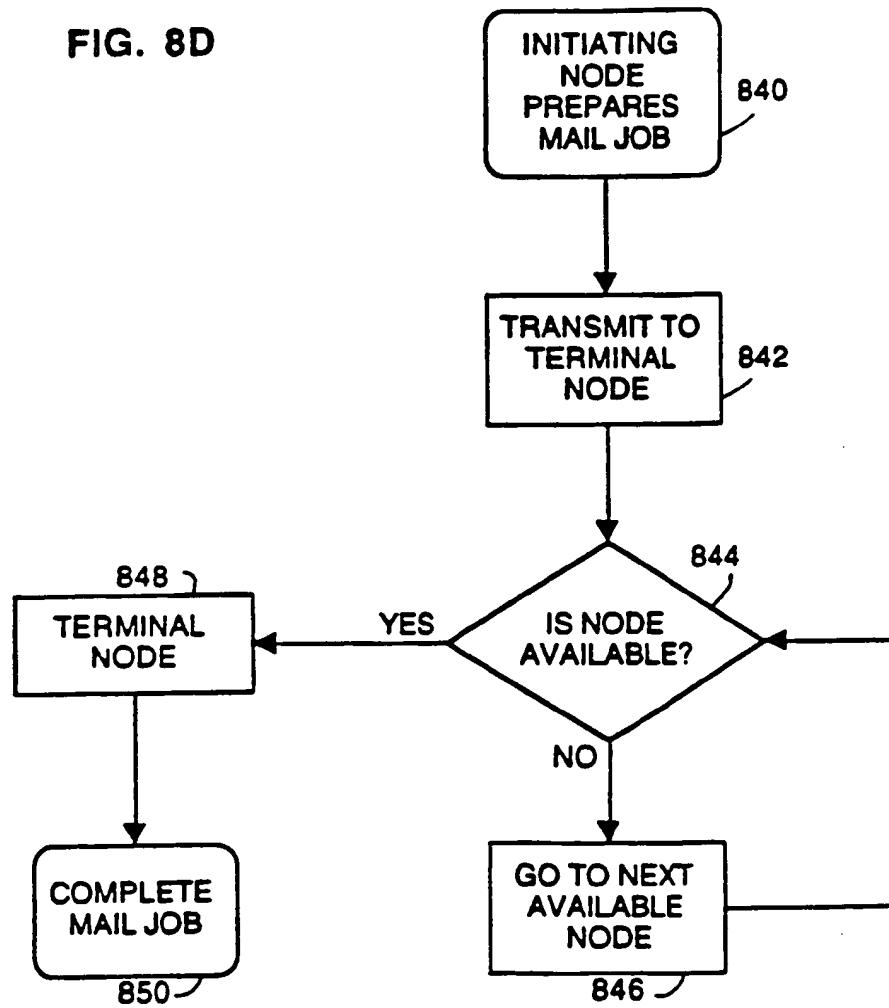 FIG. 8D
INITIATING
NODE
PREPARES
MAIL JOB
840
TRANSMIT TO
TERMINAL
NODE
842
844
IS NODE
AVAILABLE?
YES
NO
848
TERMINAL
NODE
COMPLETE
MAIL JOB
850
GO TO NEXT
AVAILABLE
NODE
846